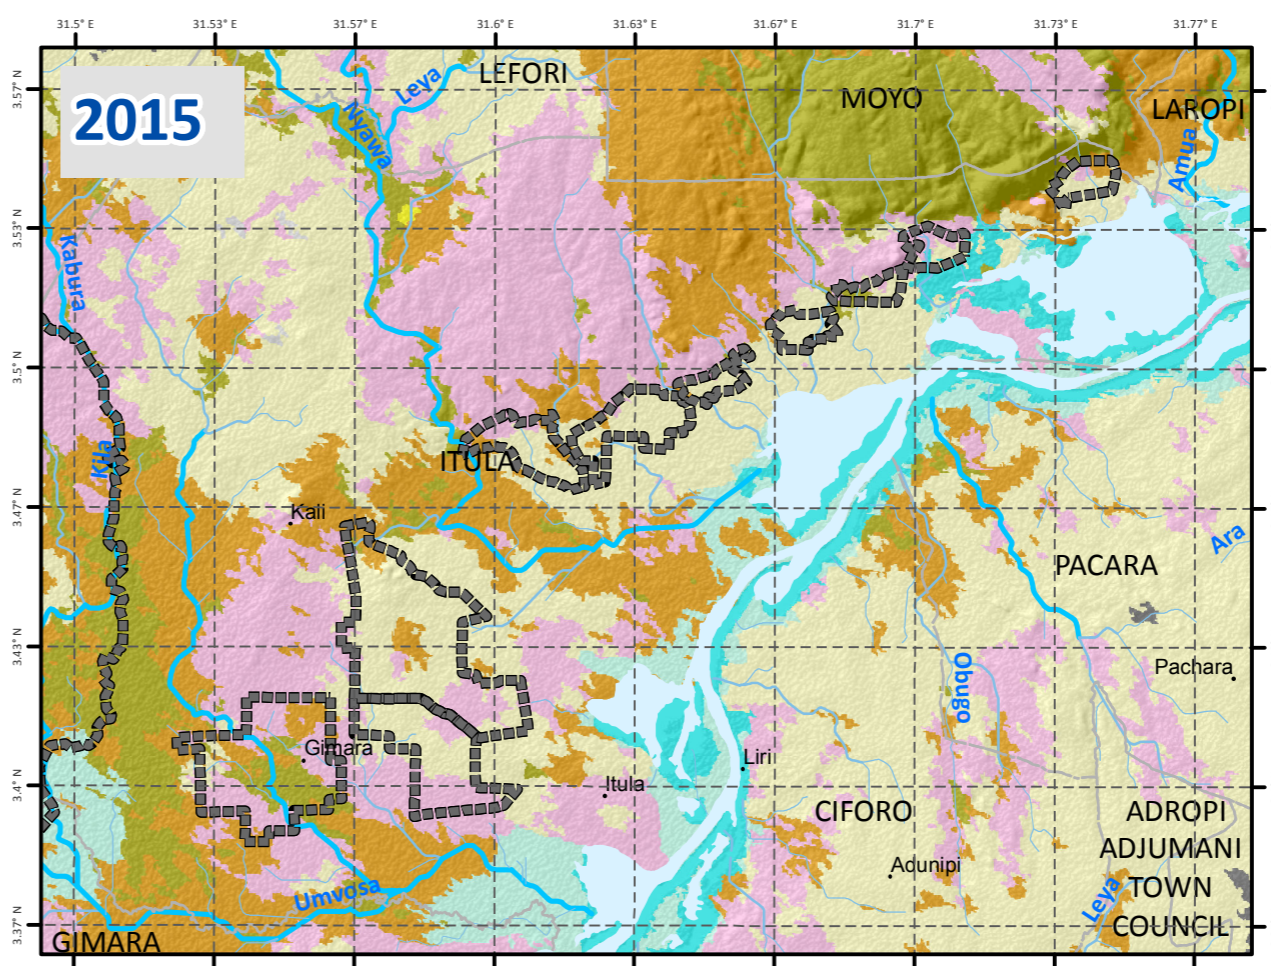 31.5° E
31.53° E
31.57° E
31.6° E
31.63° E
31.67° E
31.7° E
31.73° E
31.77° E
3.57° N
3.53° N
3.5° N
3.47° N
3.43° N
3.4° N
3.37° N
2015
LEFORI
MOYO
LAROPI
Leya
Nyawa
Amua
Kabura
Kila
ITULA
Kali
Ara
PACARA
Pachara
Obugo
Gimara
Liri
Itula
CIFORO
ADROPI
ADJUMANI
TOWN
COUNCIL
Adunipi
Leya
Umvosa
GIMARA